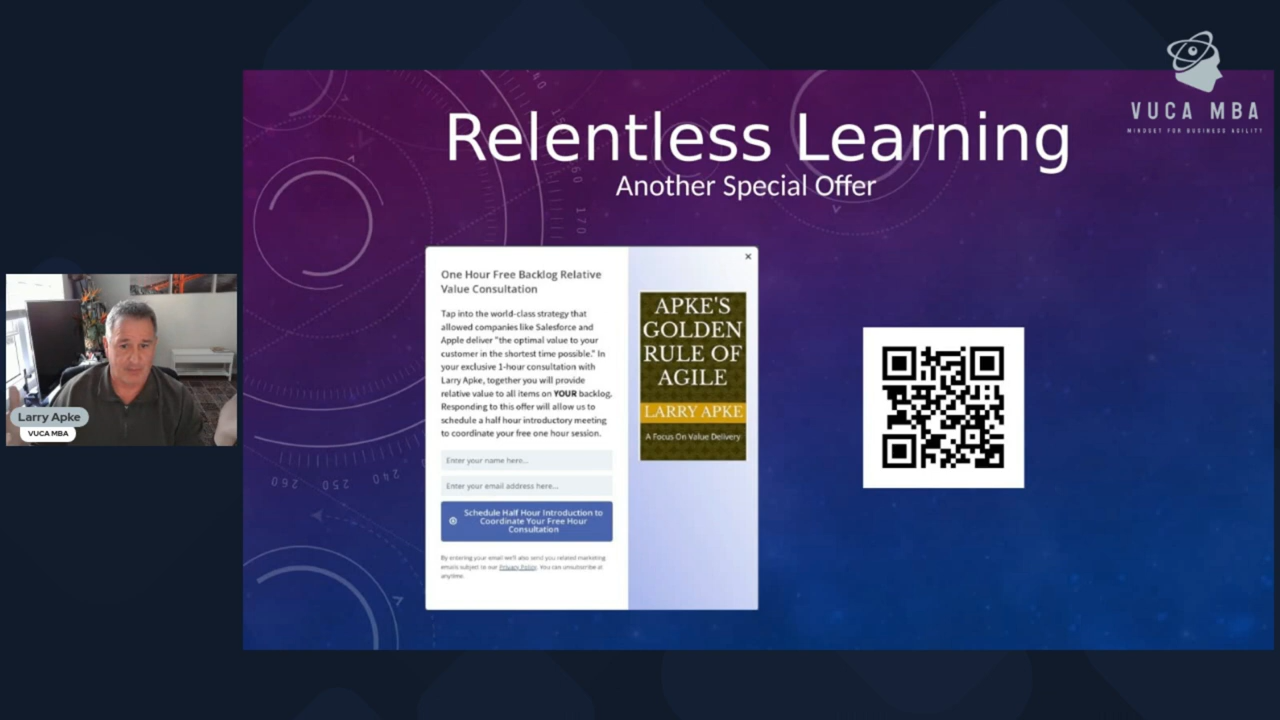 VUCA MBA
MINDSET FOR BUSINESS AGILITY
Relentless Learning
Another Special Offer
160
170
260
250
240
One Hour Free Backlog Relative
Value Consultation
Tap into the world-class strategy that
allowed companies like Salesforce and
Apple deliver "the optimal value to your
customer in the shortest time possible." In
your exclusive 1-hour consultation with
Larry Apke, together you will provide
relative value to all items on YOUR backlog.
Responding to this offer will allow us to
schedule a half hour introductory meeting
to coordinate your free one hour session.
Enter your name here...
Enter your email address here...
Schedule Half Hour Introduction to
Coordinate Your Free Hour
Consultation
By entering your email we'll also send you related marketing
emails subject to our Privacy Policy. You can unsubscribe at
anytime.
APKE'S
GOLDEN
RULE OF
AGILE
LARRY APKE
A Focus On Value Delivery
Larry Apke
VUCA MBA